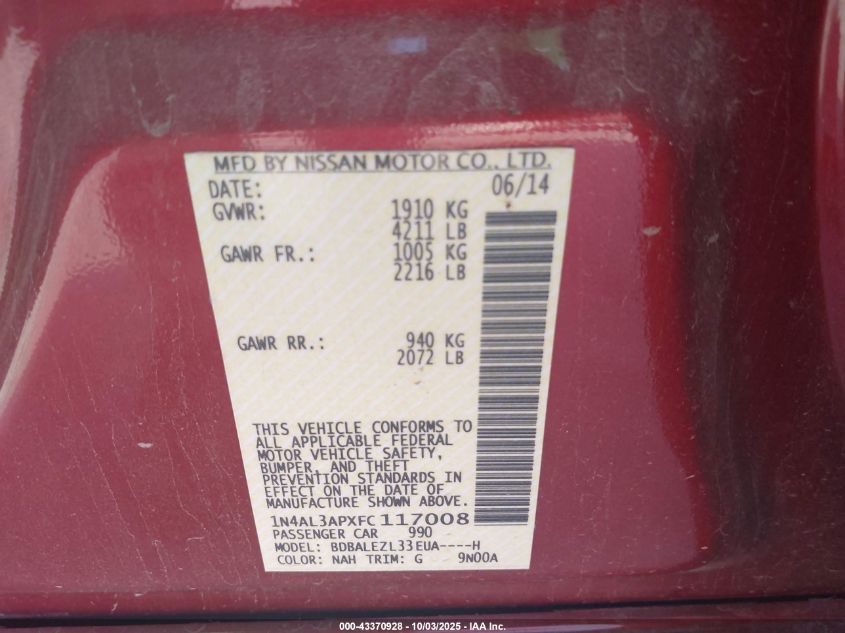 MFD BY NISSAN MOTOR CO., LTD.
DATE: 06/14
GVWR: 1910 KG
4211 LB
GAWR FR.: 1005 KG
2216 LB
GAWR RR.: 940 KG
2072 LB
THIS VEHICLE CONFORMS TO
ALL APPLICABLE FEDERAL
MOTOR VEHICLE SAFETY,
BUMPER, AND THEFT
PREVENTION STANDARDS IN
EFFECT ON THE DATE OF
MANUFACTURE SHOWN ABOVE.
1N4AL3APXFC117008
PASSENGER CAR 990
MODEL: BDBALEZL33EUA----H
COLOR: NAH TRIM: G 9N00A
000-43370928 - 10/03/2025 - IAA Inc.